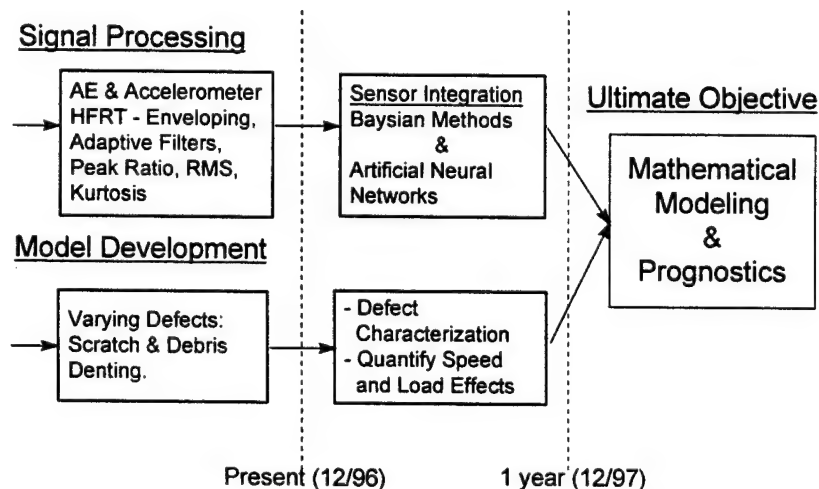 Signal Processing
AE & Accelerometer
HFRT - Enveloping,
Adaptive Filters,
Peak Ratio, RMS,
Kurtosis
Sensor Integration
Baysian Methods
&
Artificial Neural
Networks
Ultimate Objective
Mathematical
Modeling
&
Prognostics
Model Development
Varying Defects:
Scratch & Debris
Denting.
- Defect
Characterization
- Quantify Speed
and Load Effects
Present (12/96)
1 year (12/97)